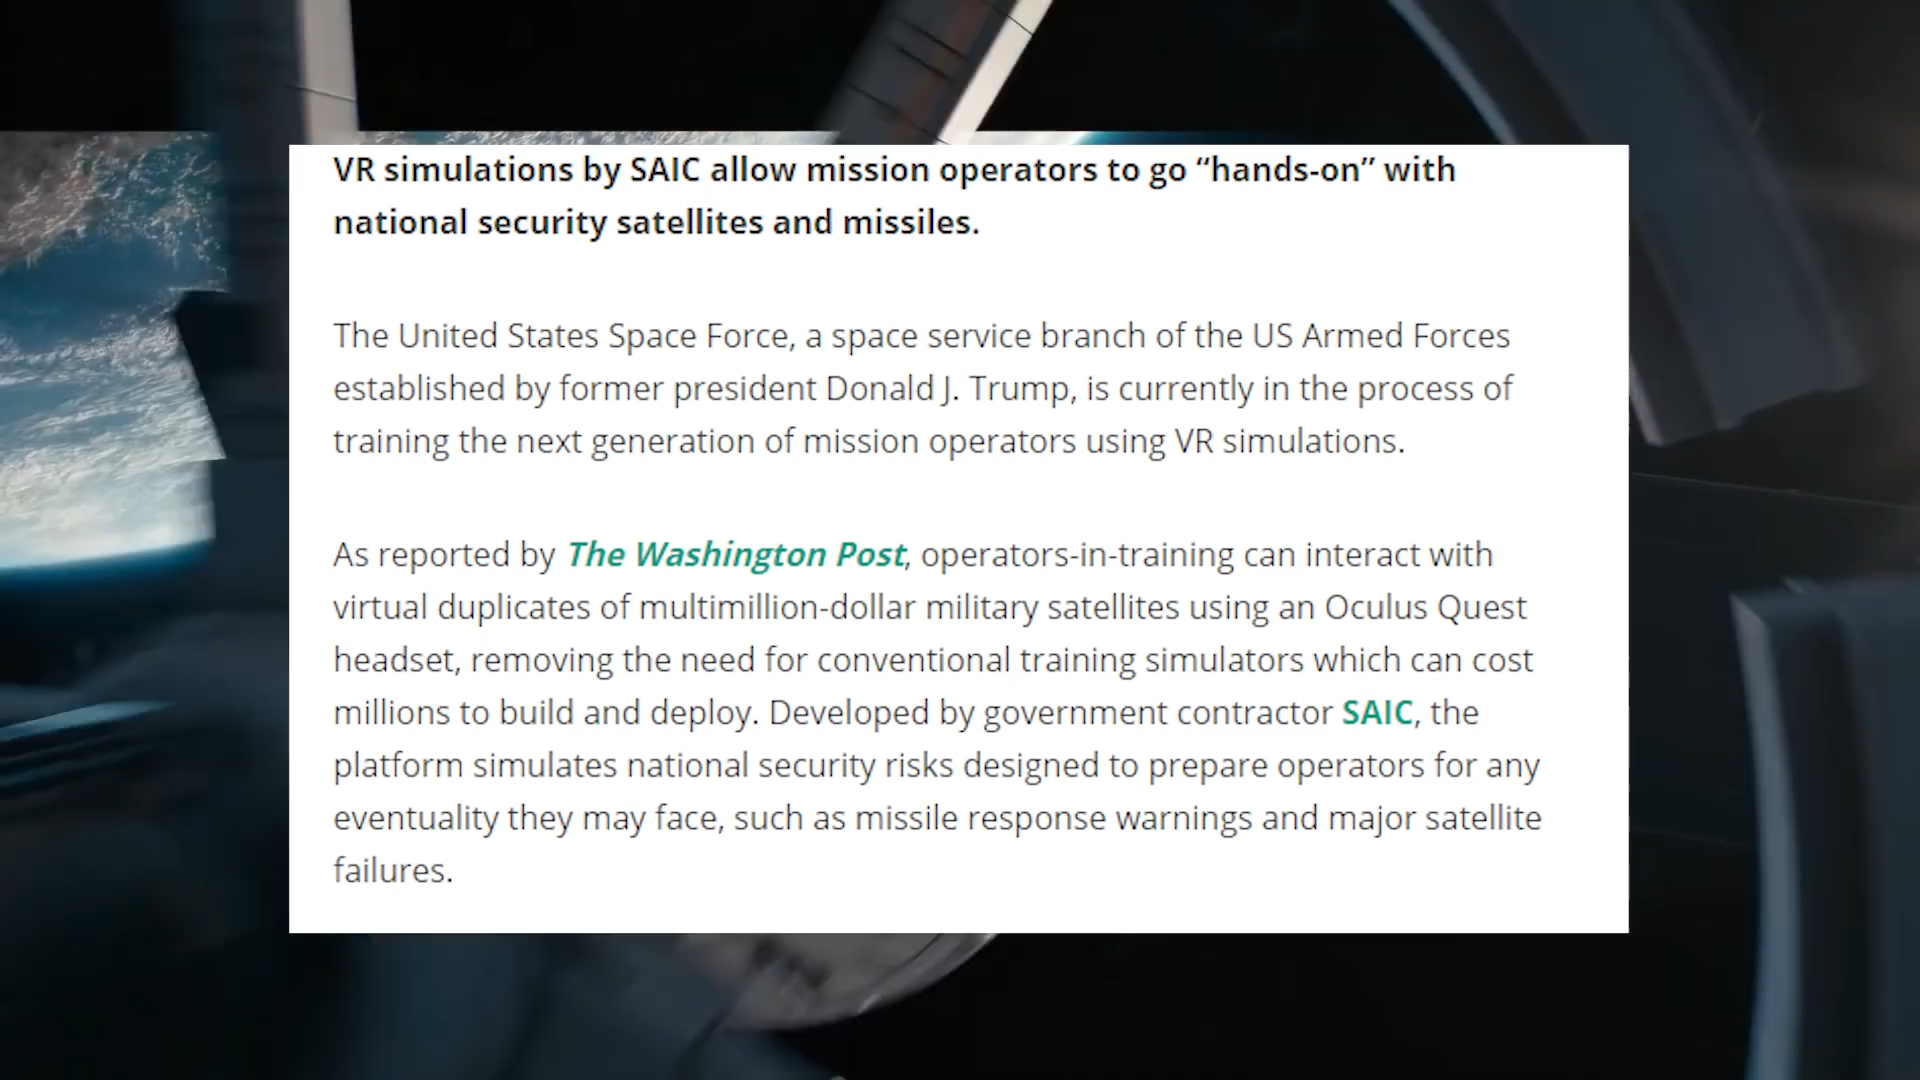 VR simulations by SAIC allow mission operators to go “hands-on” with
national security satellites and missiles.
The United States Space Force, a space service branch of the US Armed Forces
established by former president Donald J. Trump, is currently in the process of
training the next generation of mission operators using VR simulations.
As reported by The Washington Post, operators-in-training can interact with
virtual duplicates of multimillion-dollar military satellites using an Oculus Quest
headset, removing the need for conventional training simulators which can cost
millions to build and deploy. Developed by government contractor SAIC, the
platform simulates national security risks designed to prepare operators for any
eventuality they may face, such as missile response warnings and major satellite
failures.